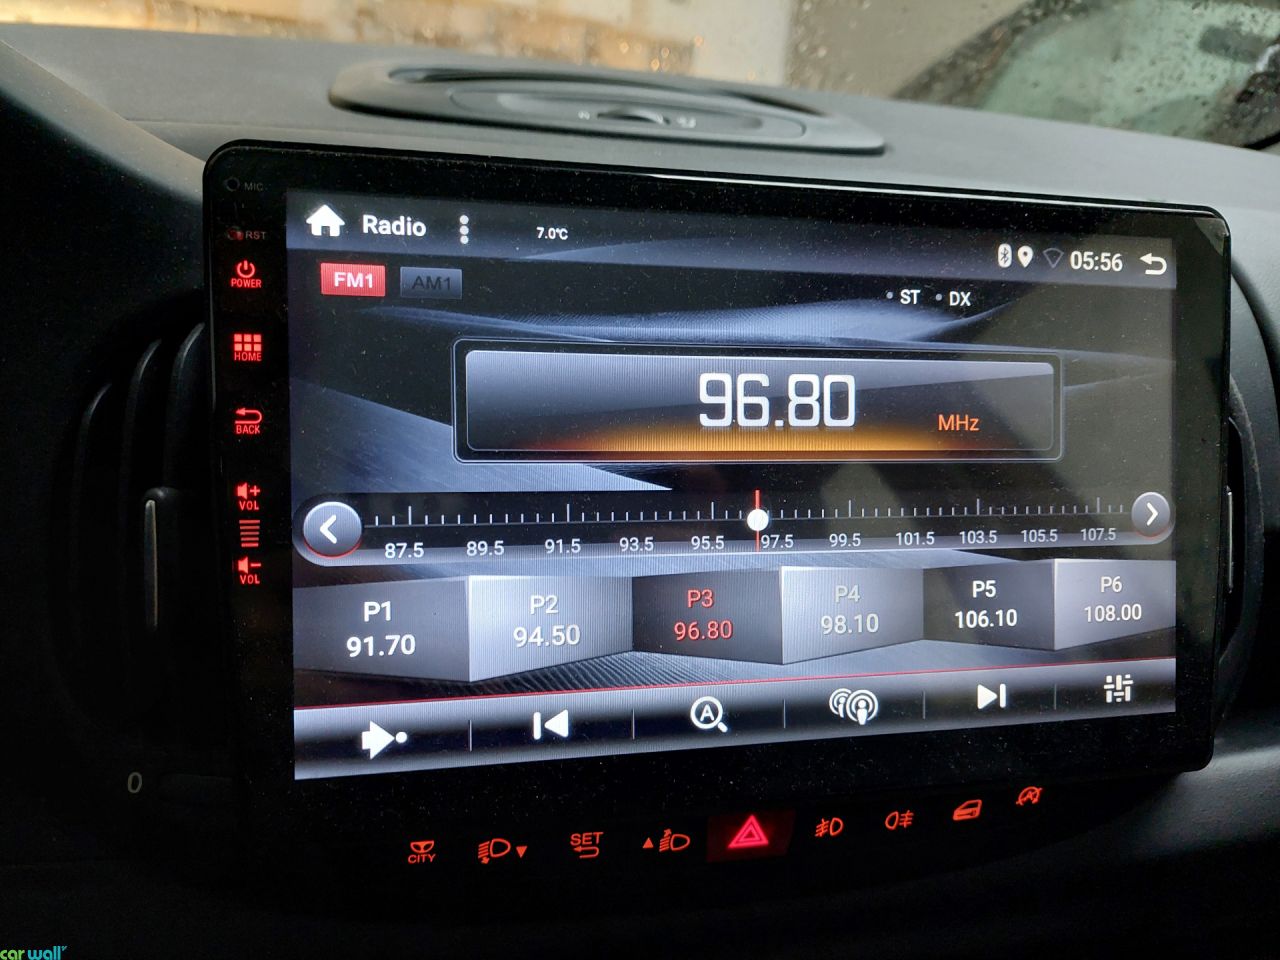 MIC
RST
POWER
HOME
BACK
VOL
VOL
Radio
7.0°C
05:56
FM1 AM1
ST DX
96.80
MHz
87.5 89.5 91.5 93.5 95.5 97.5 99.5 101.5 103.5 105.5 107.5
P1 P2 P3 P4 P5 P6
91.70 94.50 96.80 98.10 106.10 108.00
A
0
CITY
SET
carwall